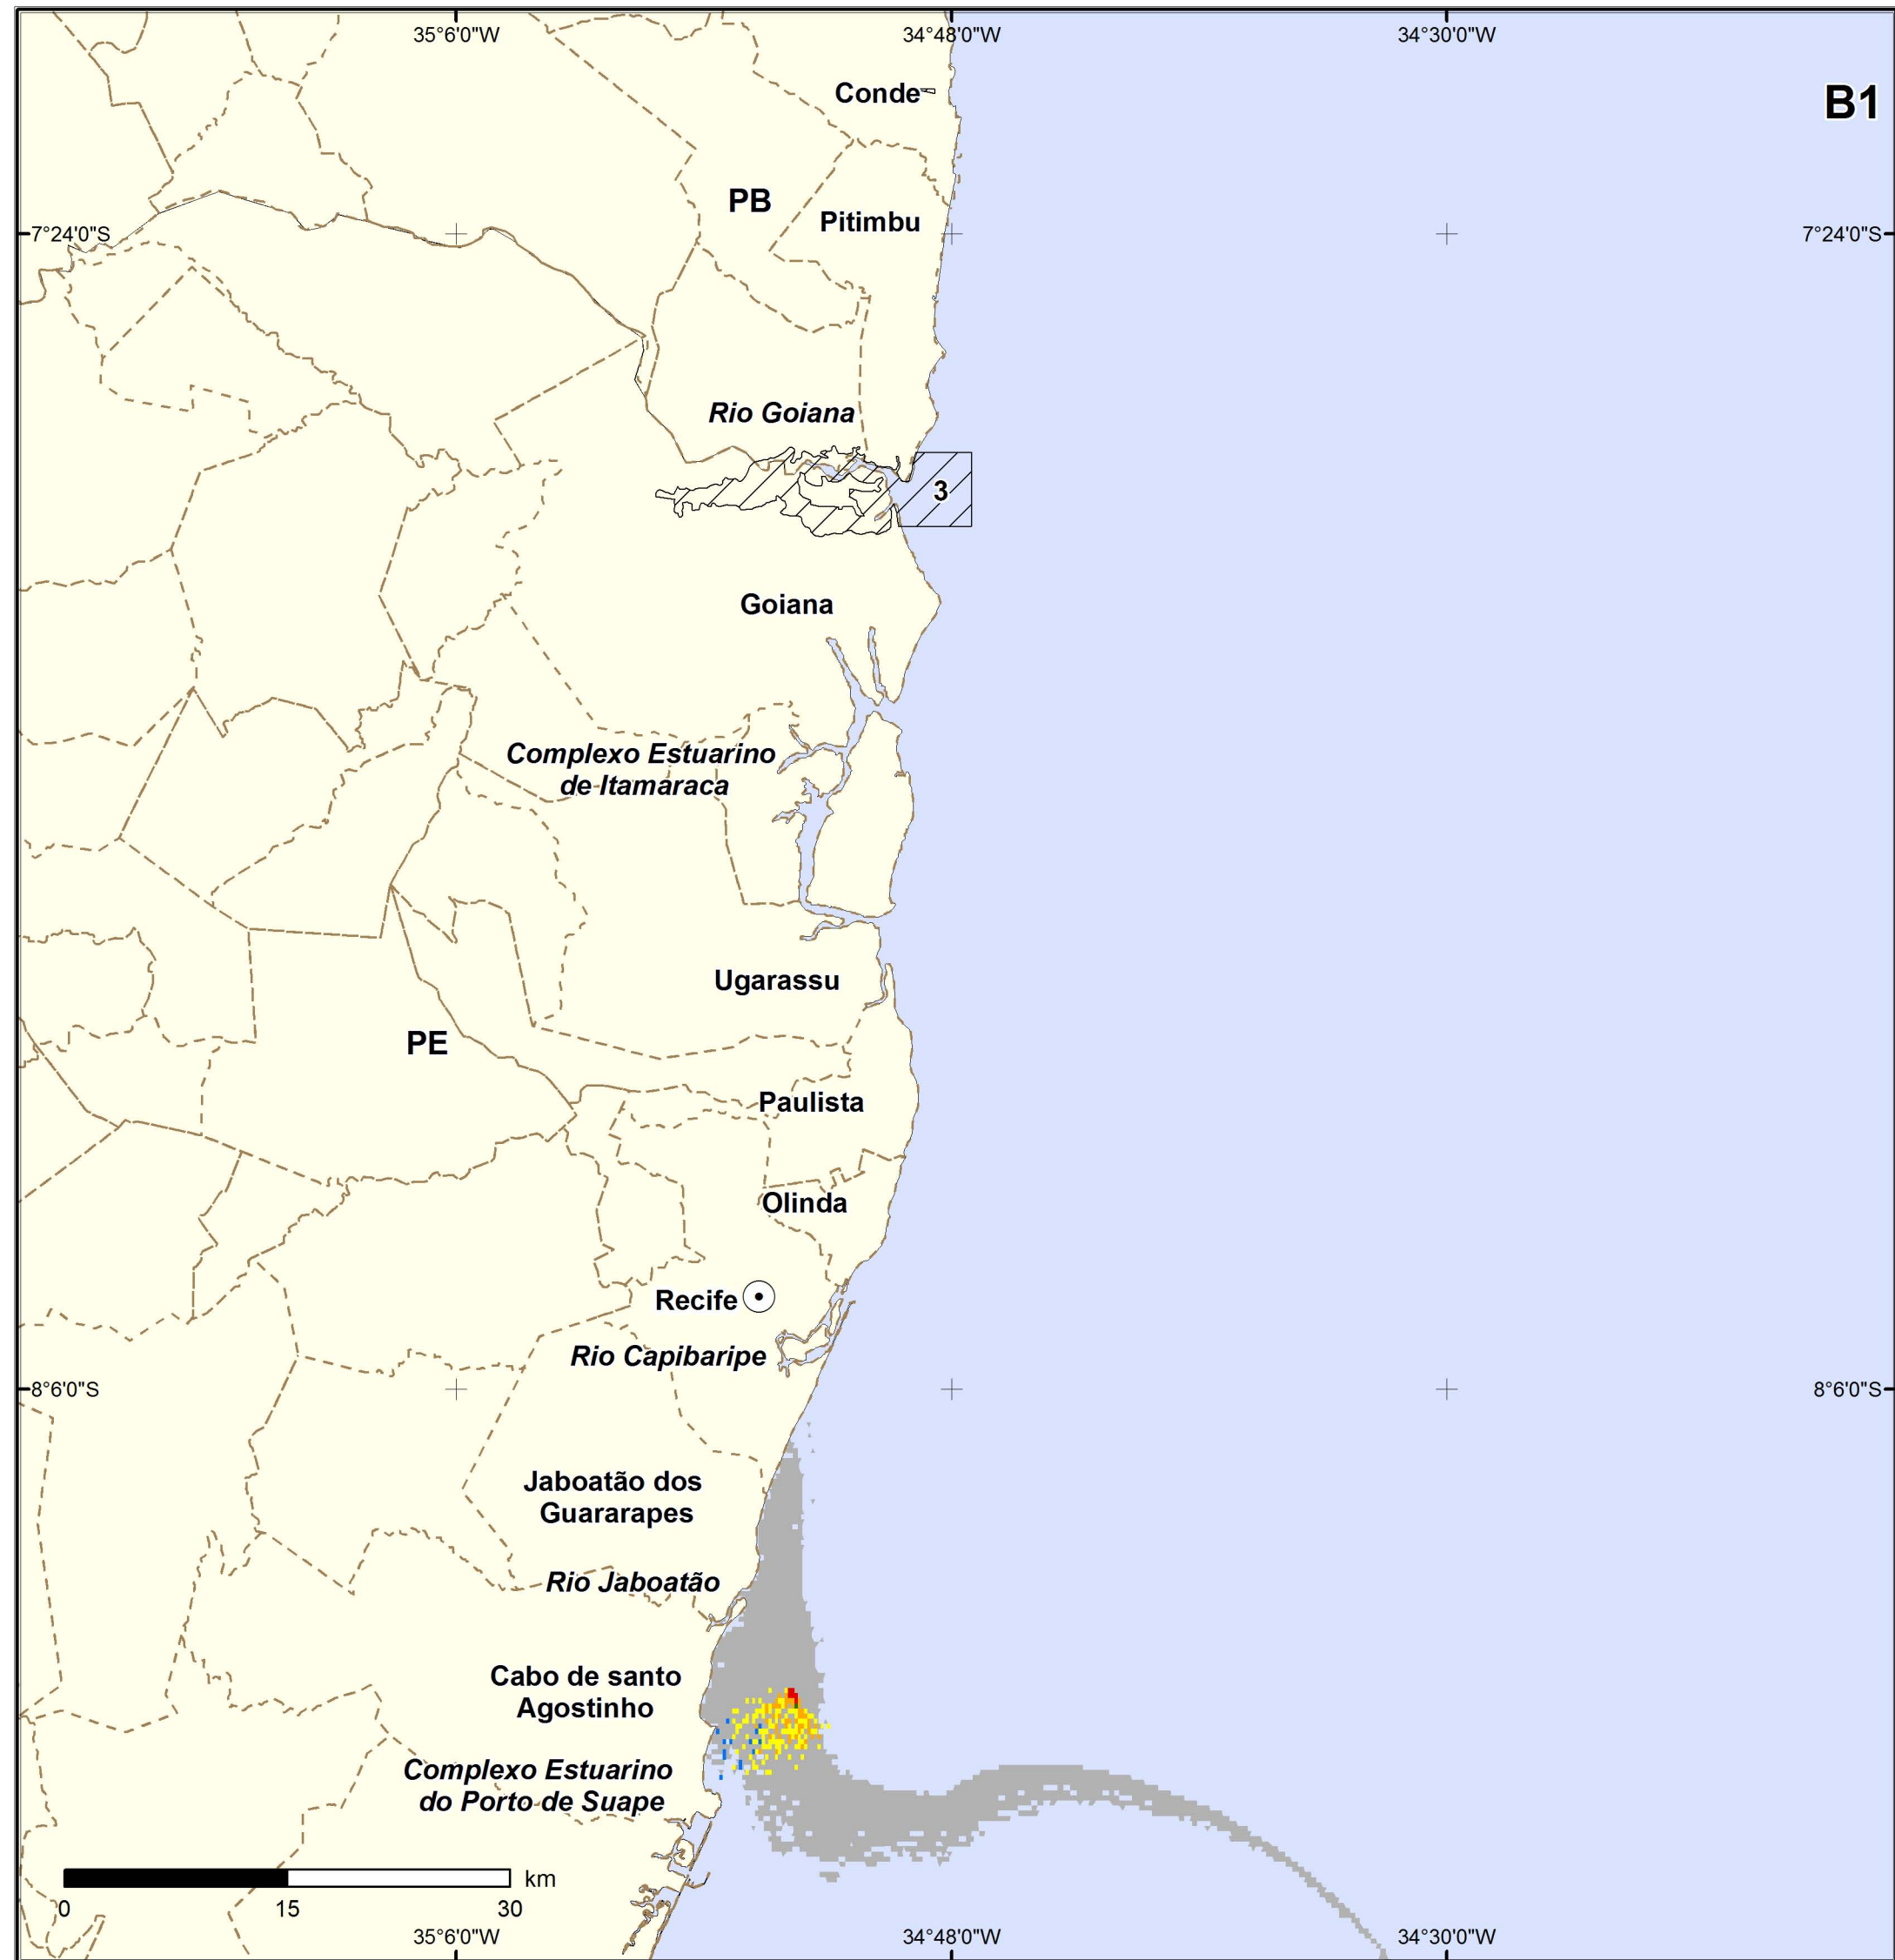 35°6'0"W
34°48'0"W
34°30'0"W
Conde
B1
PB
Pitimbu
7°24'0"S
7°24'0"S
Rio Goiana
3
Goiana
Complexo Estuarino
de Itamaraca
Ugarassu
PE
Paulista
Olinda
Recife
Rio Capibaripe
8°6'0"S
8°6'0"S
Jaboatão dos
Guararapes
Rio Jaboatão
Cabo de santo
Agostinho
Complexo Estuarino
do Porto de Suape
km
0
15
30
35°6'0"W
34°48'0"W
34°30'0"W